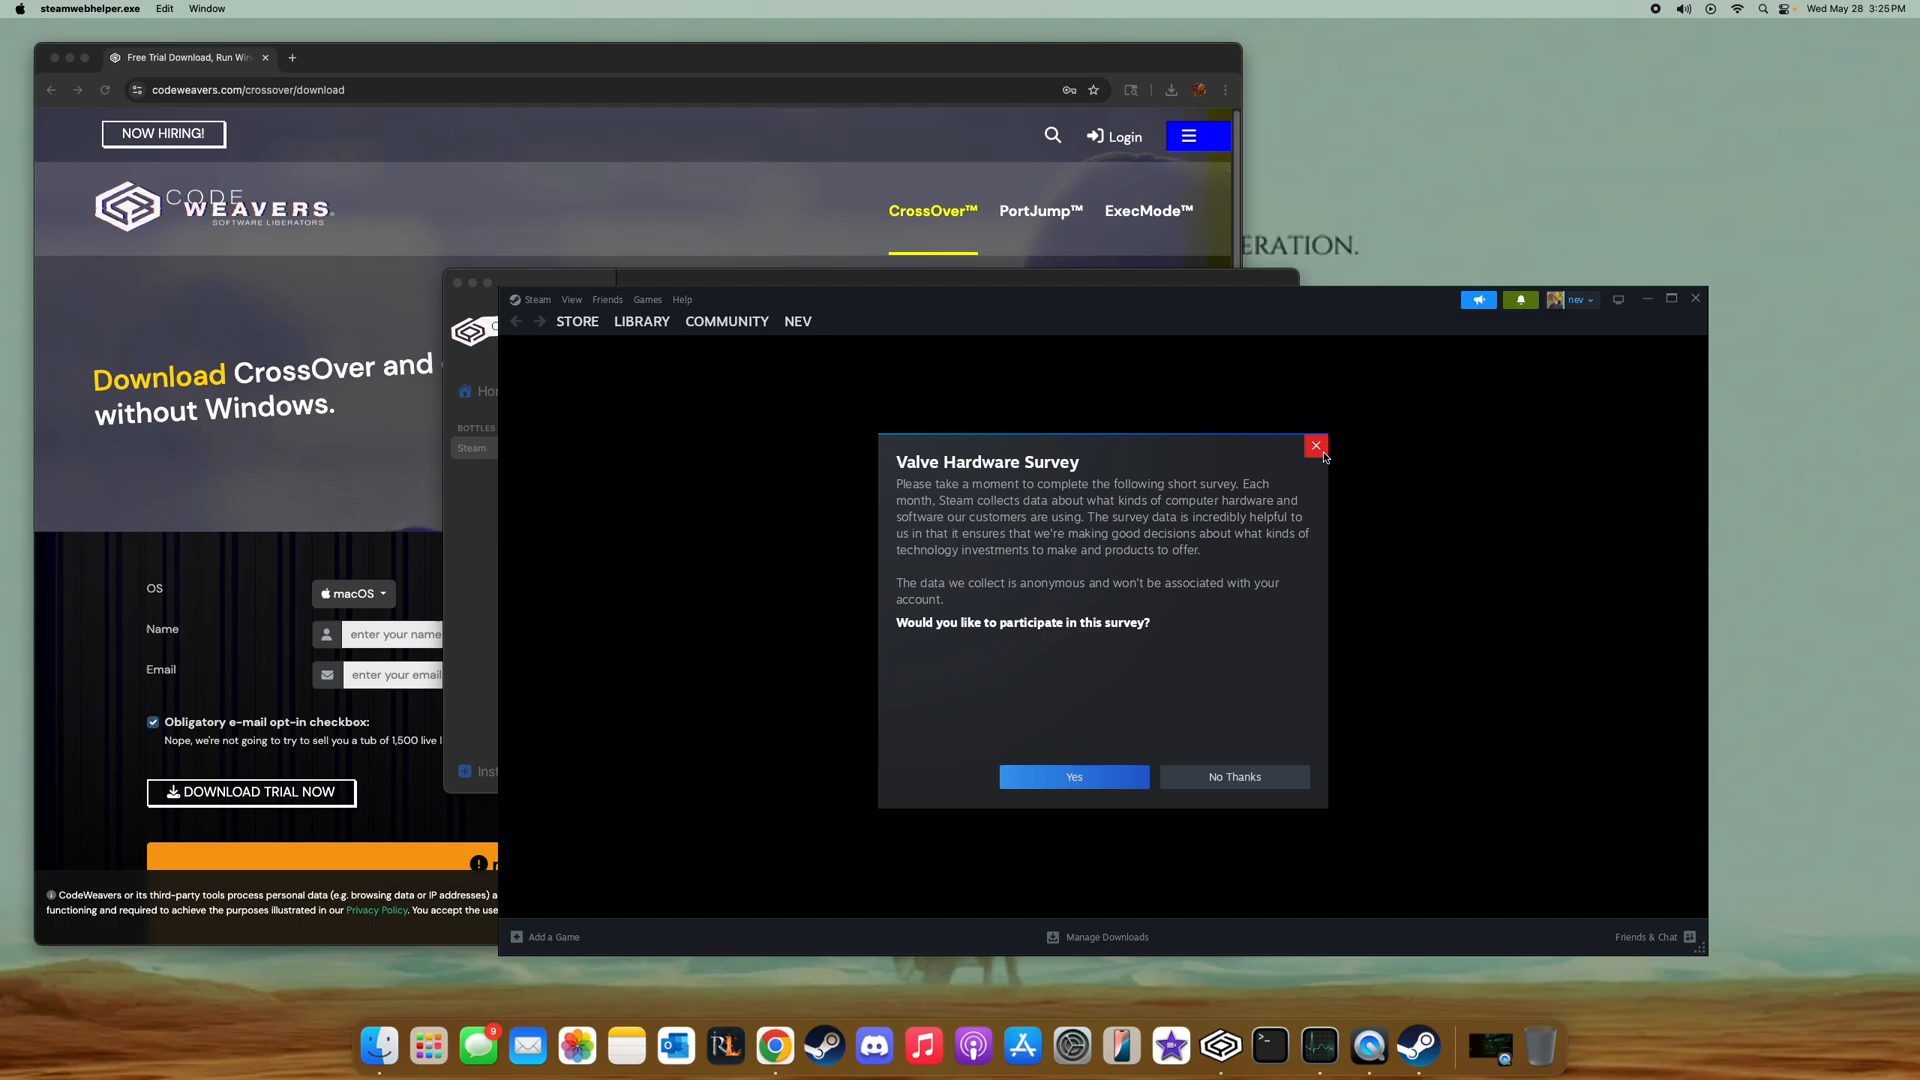 steamwebhelper.exe Edit Window
Wed May 28 3:25PM
Free Trial Download, Run Win
codeweavers.com/crossover/download
NOW HIRING!
Login
CODE
WEAVERS
SOFTWARE LIBERATORS
CrossOver™ PortJump™ ExecMode™
ERATION.
Download CrossOver and
without Windows.
BOTTLES
Steam
OS
macOS
Name
enter your name
Email
enter your email
Obligatory e-mail opt-in checkbox:
Nope, we're not going to try to sell you a tub of 1,500 live l
DOWNLOAD TRIAL NOW
CodeWeavers or its third-party tools process personal data (e.g. browsing data or IP addresses) a
functioning and required to achieve the purposes illustrated in our Privacy Policy. You accept the use
Steam View Friends Games Help
nev
STORE LIBRARY COMMUNITY NEV
Valve Hardware Survey
Please take a moment to complete the following short survey. Each
month, Steam collects data about what kinds of computer hardware and
software our customers are using. The survey data is incredibly helpful to
us in that it ensures that we're making good decisions about what kinds of
technology investments to make and products to offer.
The data we collect is anonymous and won't be associated with your
account.
Would you like to participate in this survey?
Yes
No Thanks
Add a Game
Manage Downloads
Friends & Chat
9